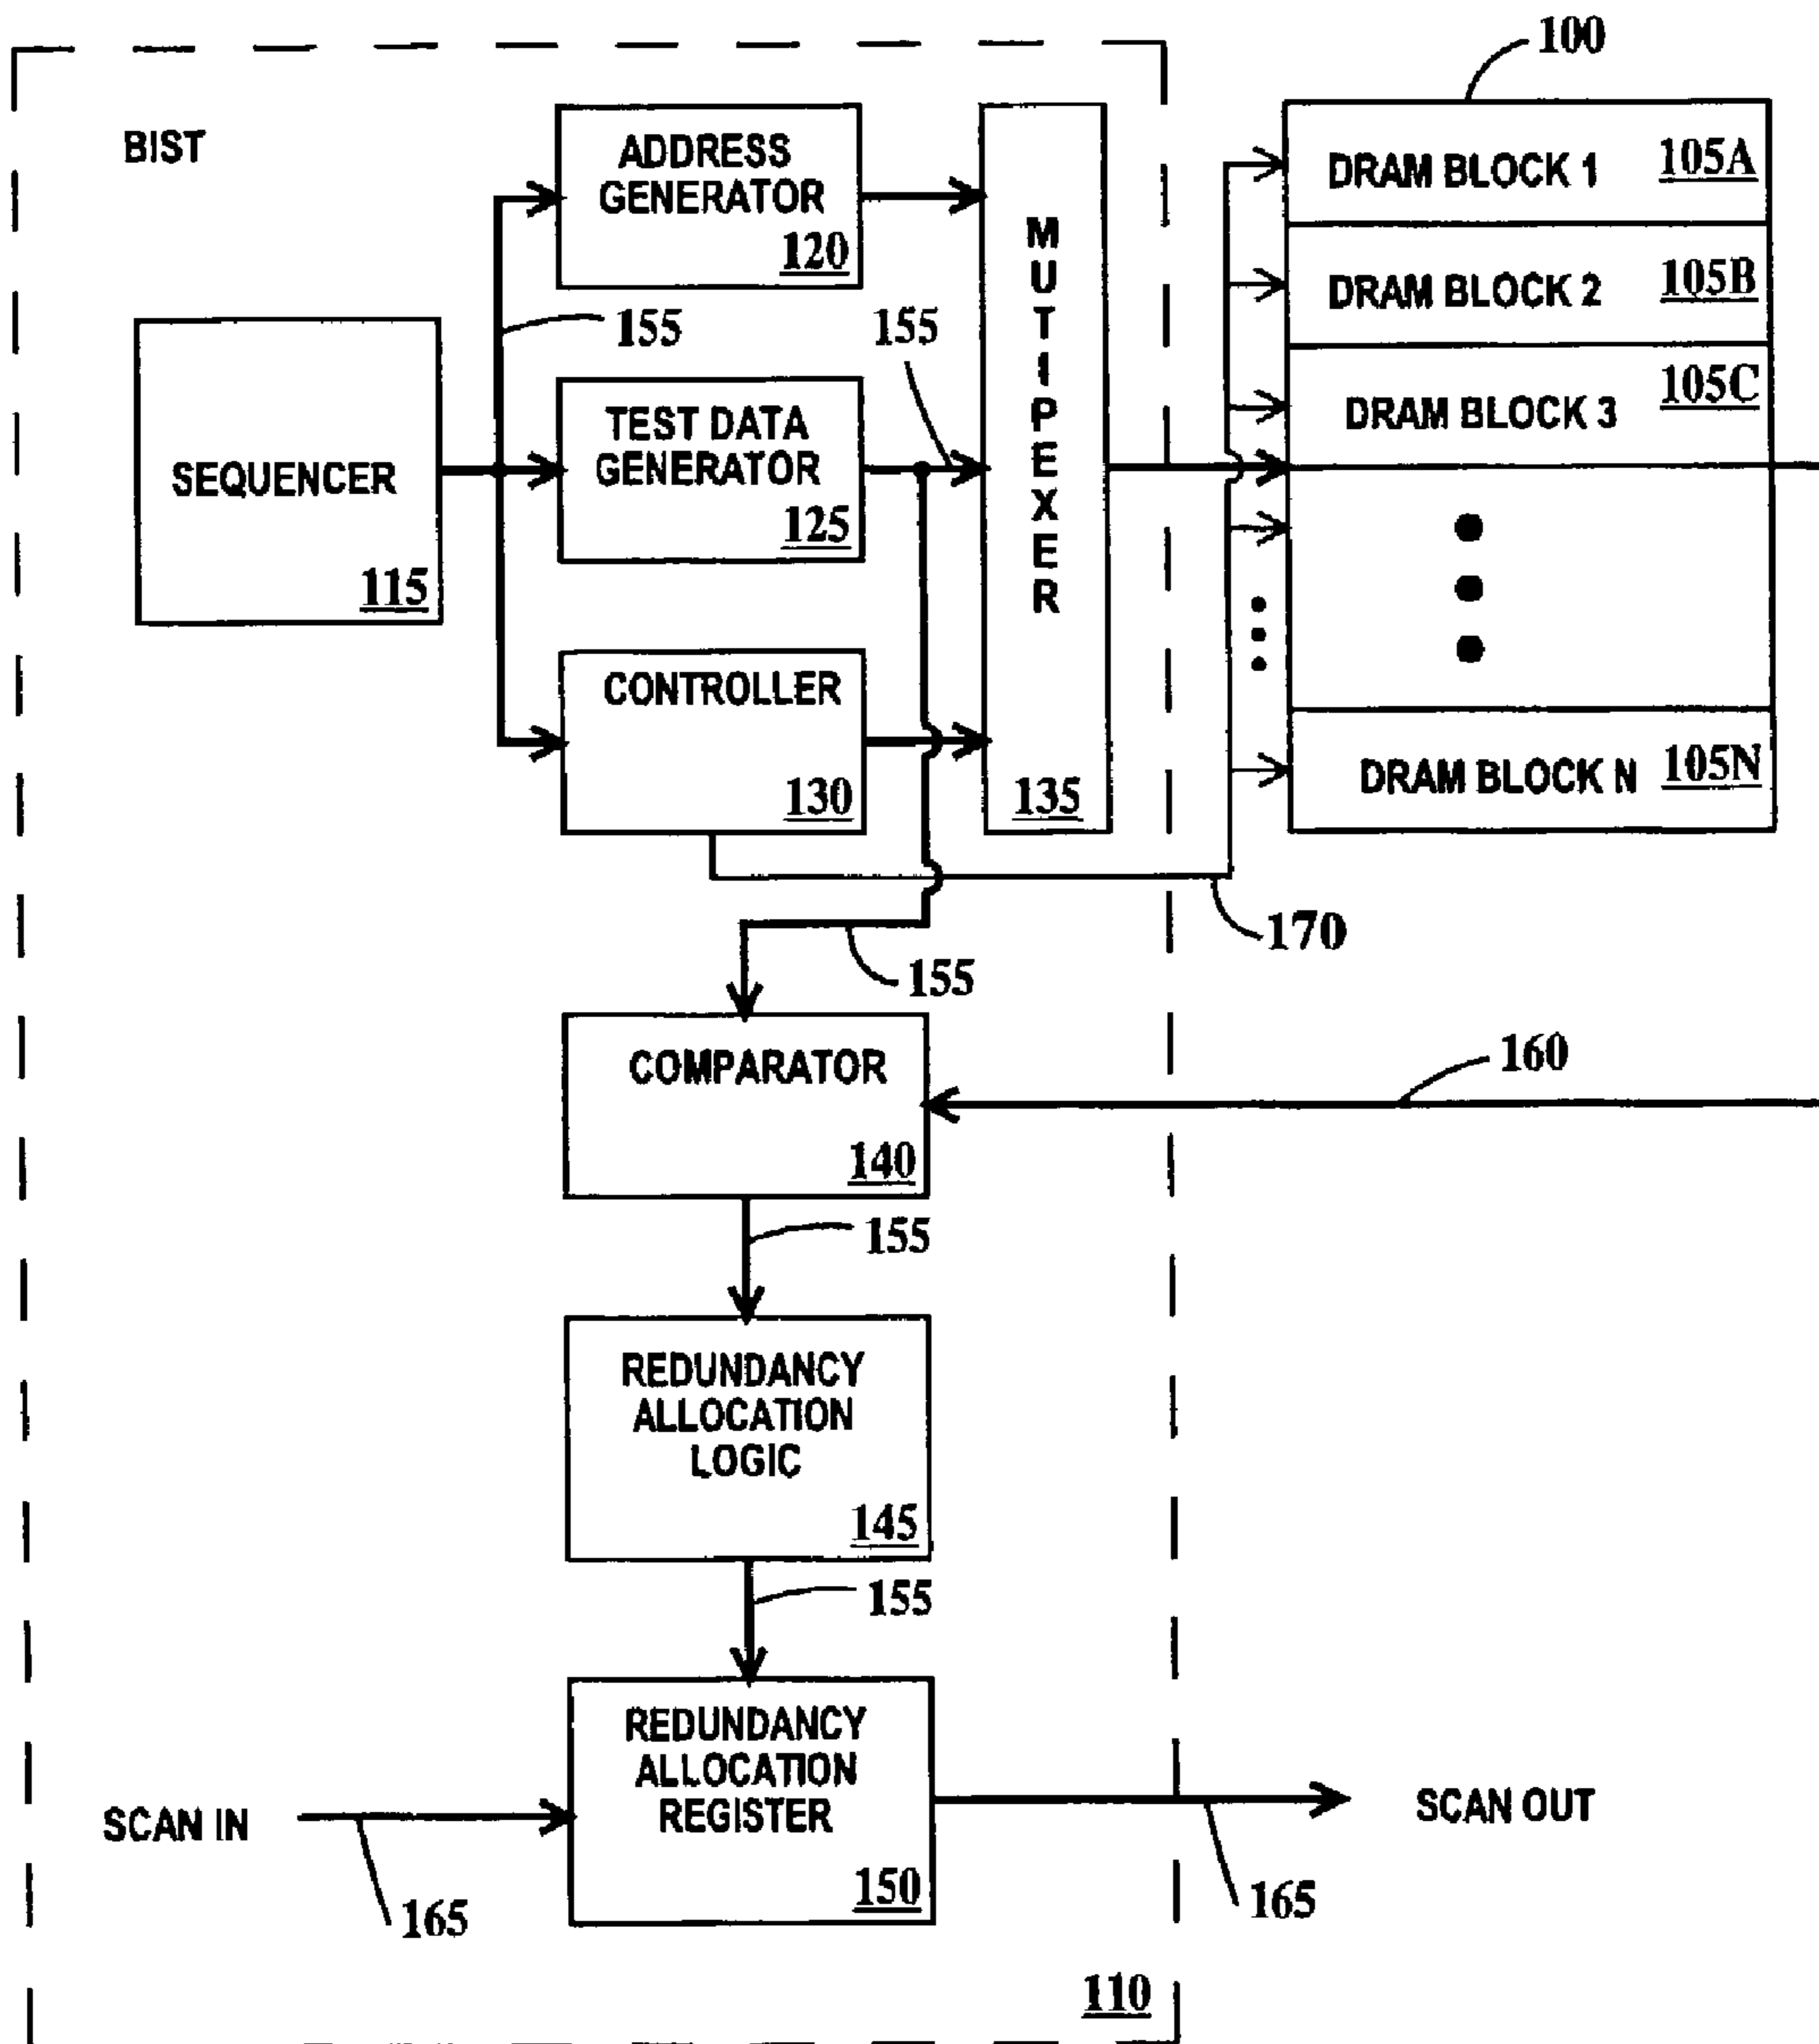 100
BIST
ADDRESS
GENERATOR
120
DRAM BLOCK 1 105A
DRAM BLOCK 2 105B
DRAM BLOCK 3 105C
DRAM BLOCK N 105N
155
155
SEQUENCER
115
TEST DATA
GENERATOR
125
CONTROLLER
130
MUTIPEXER
135
170
155
COMPARATOR
140
160
155
REDUNDANCY
ALLOCATION
LOGIC
145
155
REDUNDANCY
ALLOCATION
REGISTER
150
SCAN IN
165
SCAN OUT
165
110